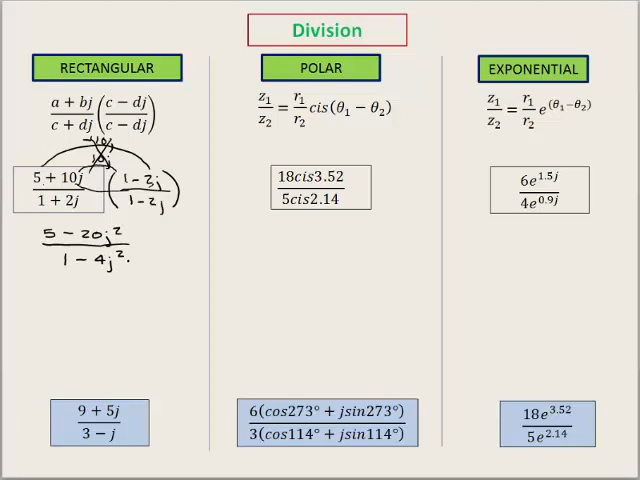 Division
RECTANGULAR
a + bj / c + dj (c − dj / c − dj)
−10j
10j
5 + 10j / 1 + 2j (1 − 2j / 1 − 2j)
5 − 20j² / 1 − 4j²
9 + 5j / 3 − j
POLAR
z₁ / z₂ = r₁ / r₂ cis(θ₁ − θ₂)
18cis3.52 / 5cis2.14
6(cos273° + jsin273°) / 3(cos114° + jsin114°)
EXPONENTIAL
z₁ / z₂ = r₁ / r₂ e^(θ₁−θ₂)
6e^1.5j / 4e^0.9j
18e^3.52 / 5e^2.14